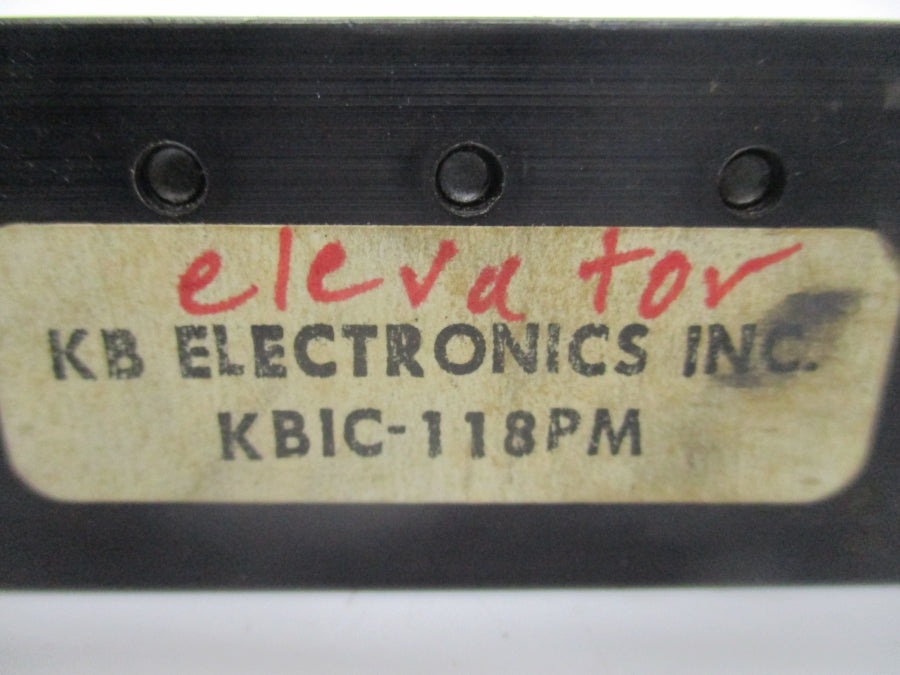 elevator
KB ELECTRONICS INC.
KBIC-118PM